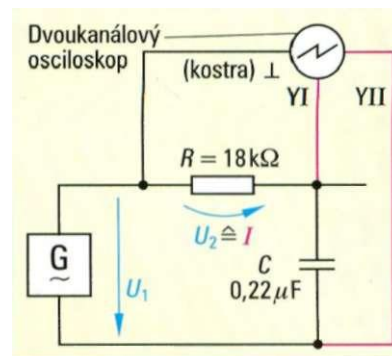 Dvoukanálový
osciloskop
(kostra) ⊥
YI
YII
R = 18 kΩ
U₂ ≙ I
G
~
U₁
C
0,22 µF